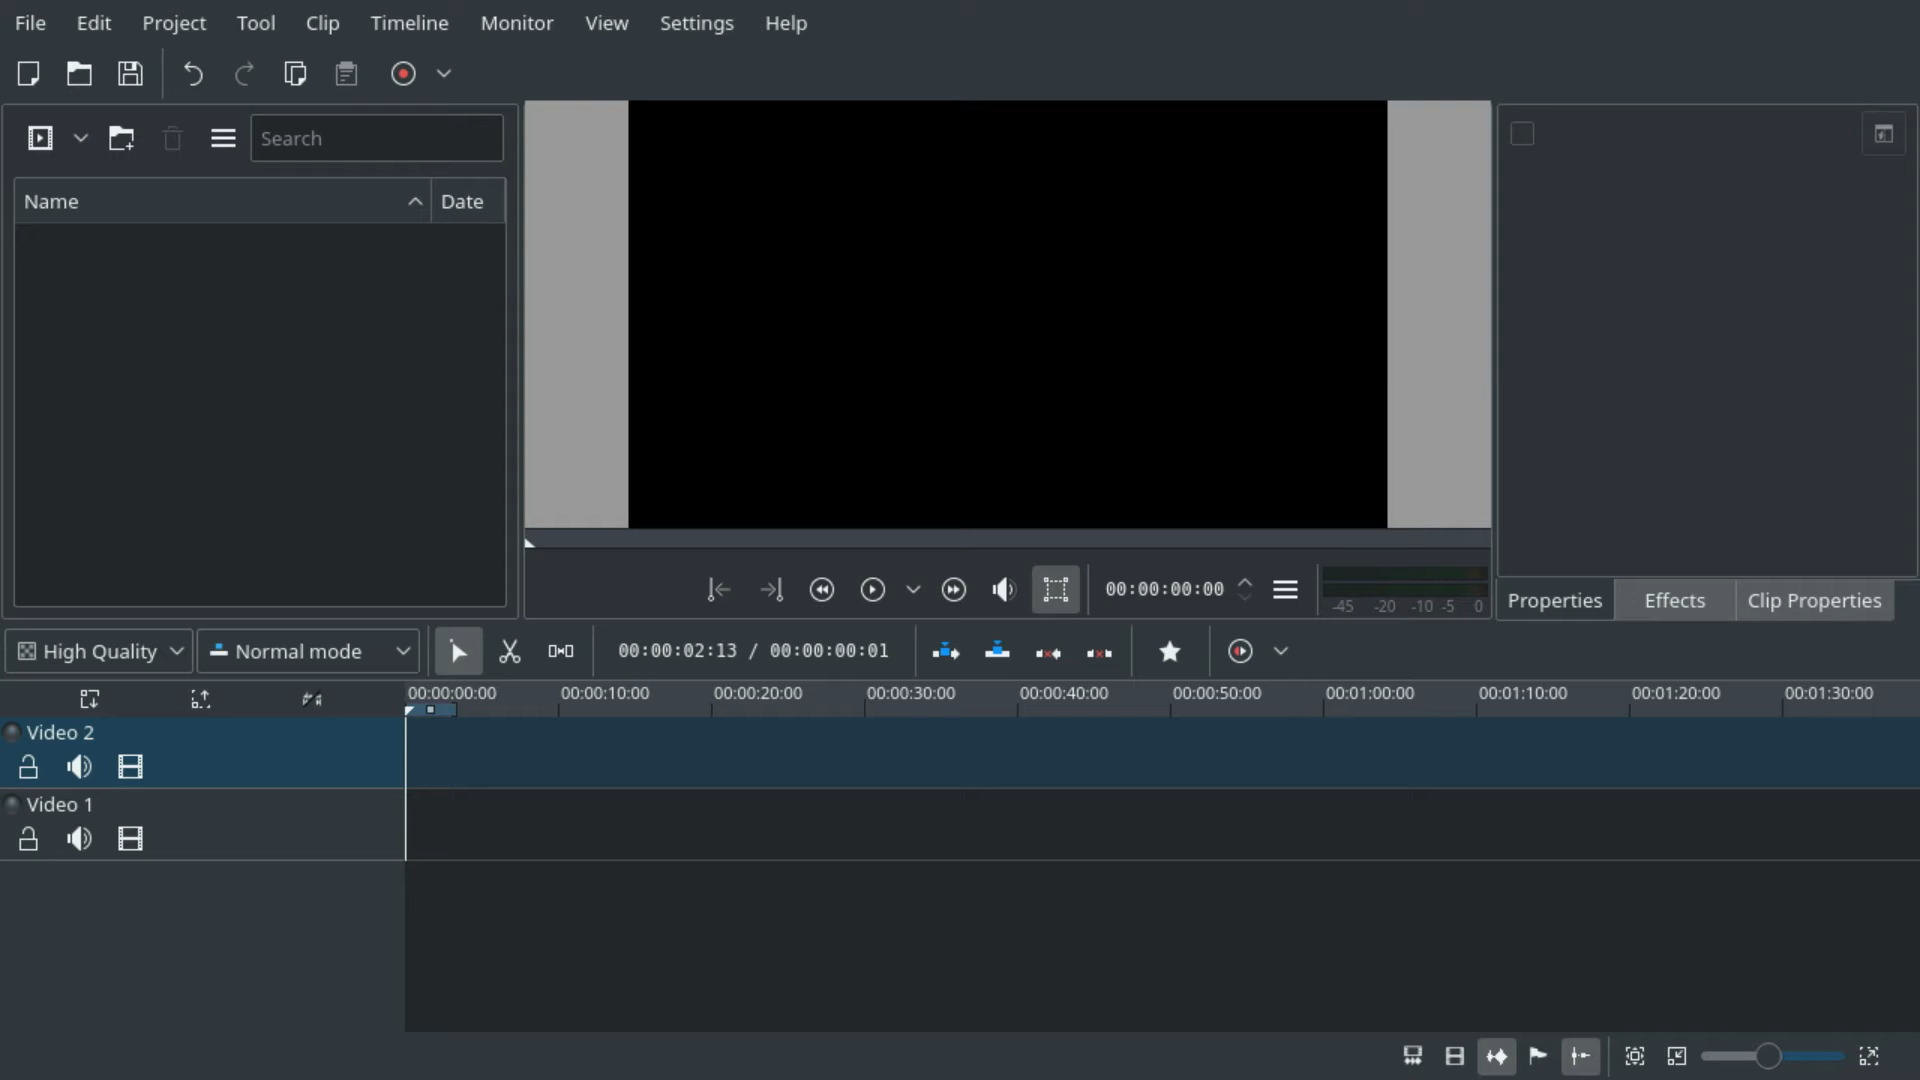 File Edit Project Tool Clip Timeline Monitor View Settings Help
Search
Name Date
00:00:00:00
-45 -20 -10 -5 0
Properties Effects Clip Properties
High Quality Normal mode 00:00:02:13 / 00:00:00:01
00:00:00:00 00:00:10:00 00:00:20:00 00:00:30:00 00:00:40:00 00:00:50:00 00:01:00:00 00:01:10:00 00:01:20:00 00:01:30:00
Video 2
Video 1